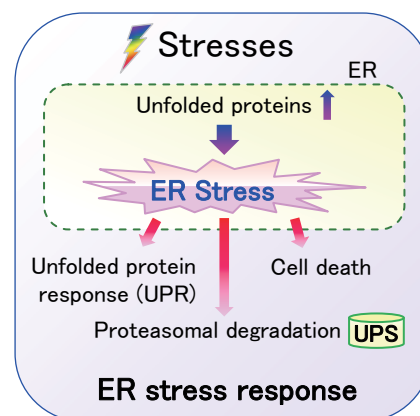 Stresses
ER
Unfolded proteins
ER Stress
Unfolded protein
response (UPR)
Cell death
Proteasomal degradation UPS
ER stress response